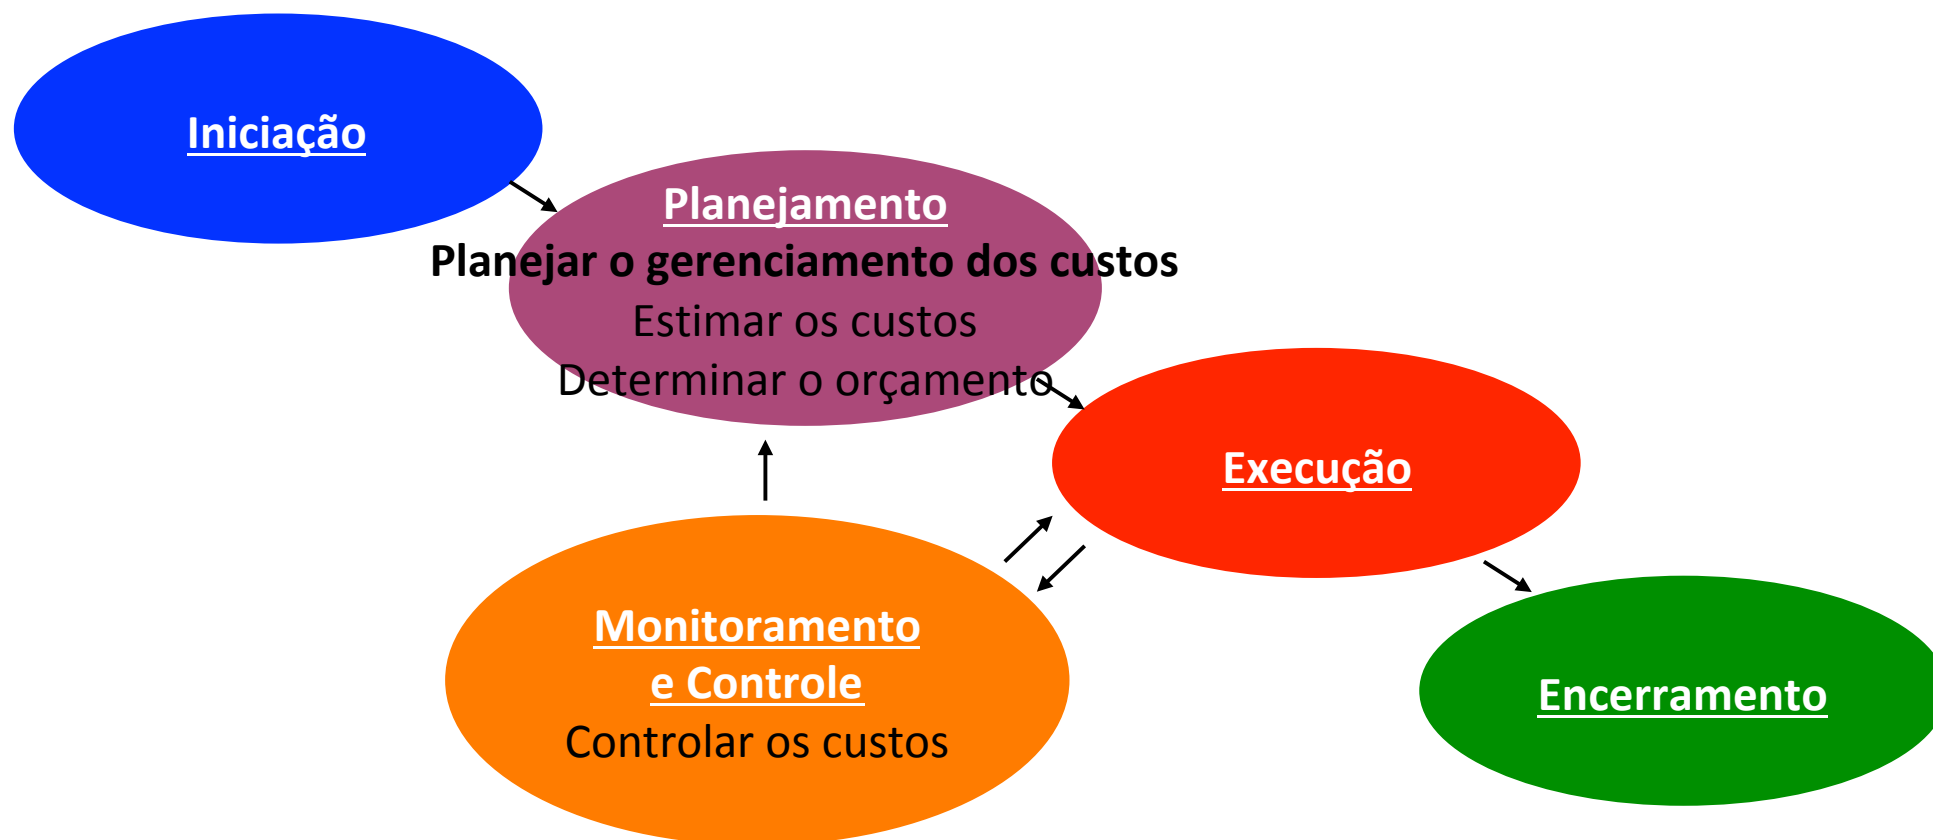 Iniciação
Planejamento
Planejar o gerenciamento dos custos
Estimar os custos
Determinar o orçamento
Execução
Monitoramento
e Controle
Controlar os custos
Encerramento